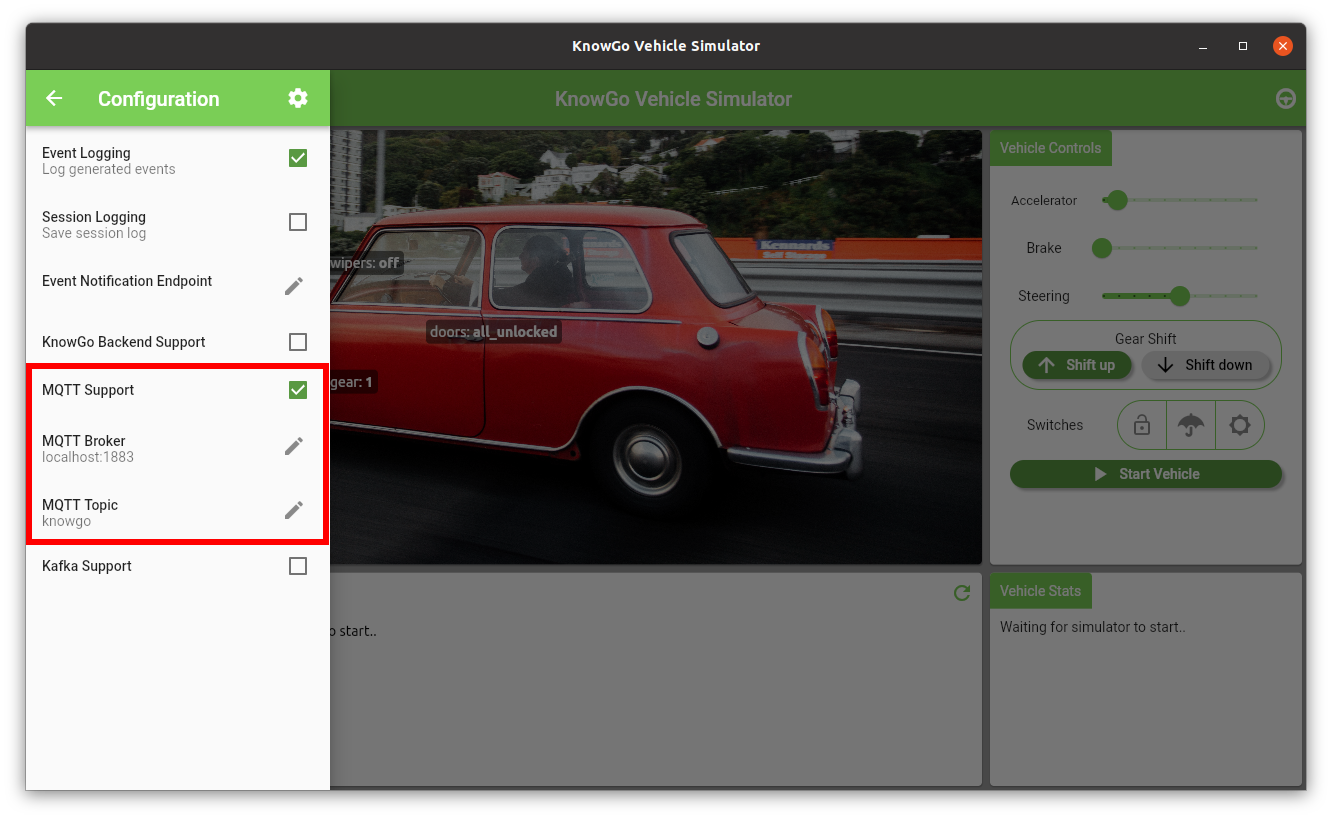 KnowGo Vehicle Simulator
Configuration
KnowGo Vehicle Simulator
Event Logging
Log generated events
Session Logging
Save session log
Event Notification Endpoint
KnowGo Backend Support
MQTT Support
MQTT Broker
localhost:1883
MQTT Topic
knowgo
Kafka Support
wipers: off
doors: all_unlocked
gear: 1
Kennards
Self Storage
o start..
Vehicle Controls
Accelerator
Brake
Steering
Gear Shift
Shift up
Shift down
Switches
Start Vehicle
Vehicle Stats
Waiting for simulator to start..